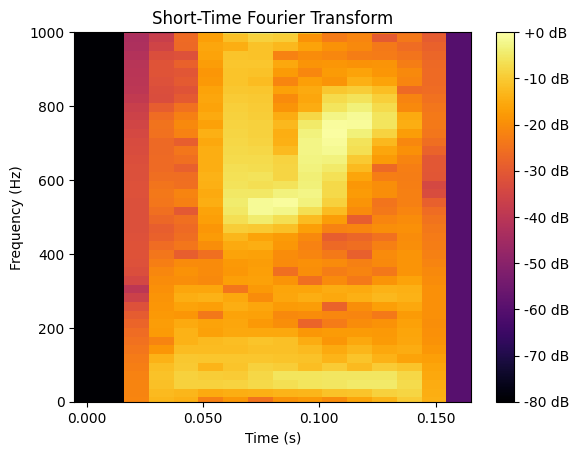 Short-Time Fourier Transform
1000
800
600
400
200
0
Frequency (Hz)
0.000
0.050
0.100
0.150
Time (s)
+0 dB
-10 dB
-20 dB
-30 dB
-40 dB
-50 dB
-60 dB
-70 dB
-80 dB